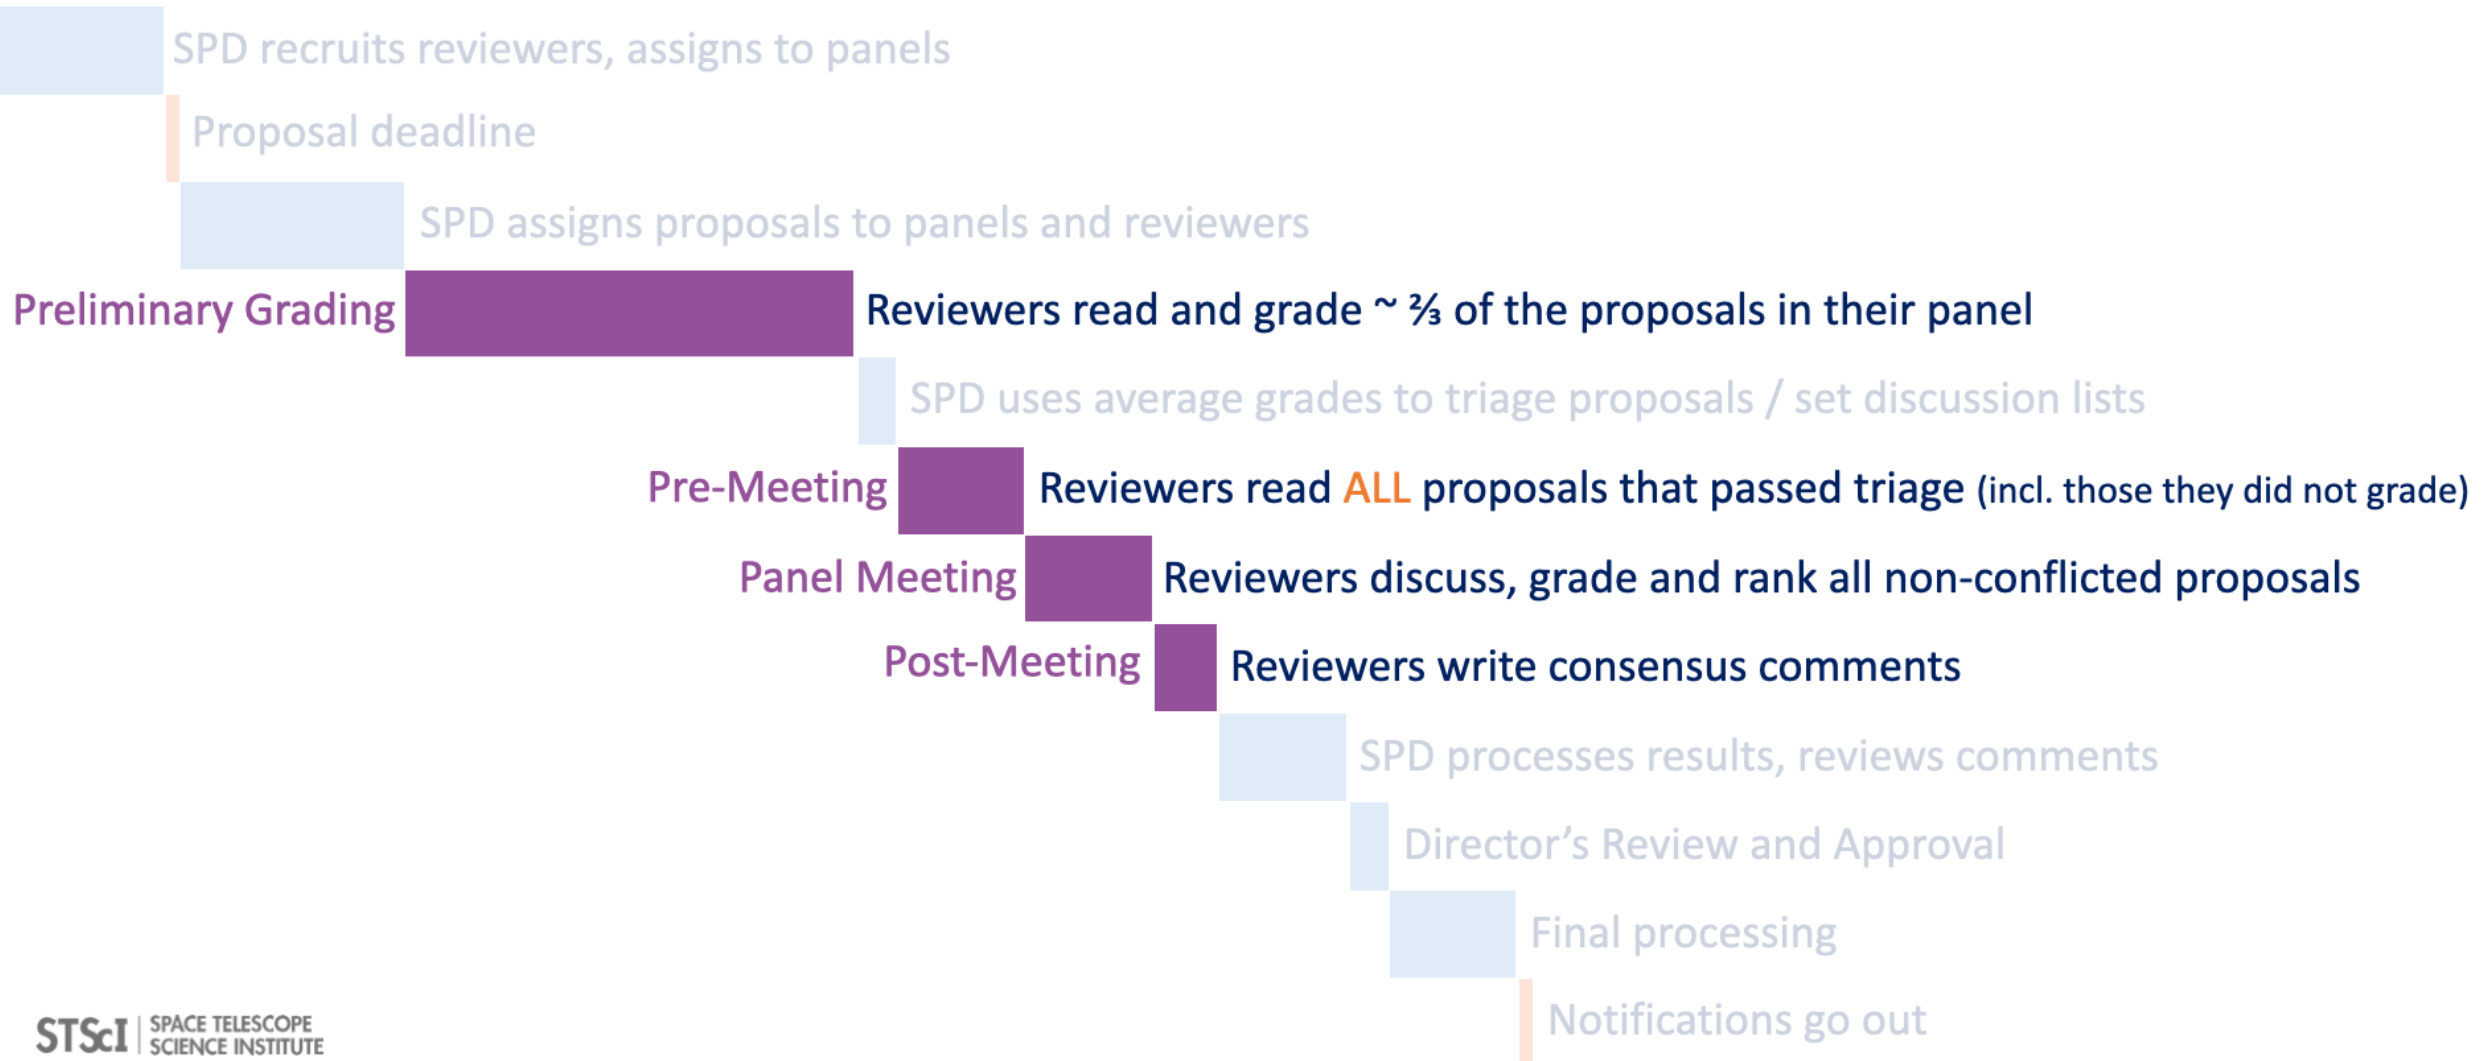 SPD recruits reviewers, assigns to panels
Proposal deadline
SPD assigns proposals to panels and reviewers
Preliminary Grading Reviewers read and grade ~ ⅔ of the proposals in their panel
SPD uses average grades to triage proposals / set discussion lists
Pre-Meeting Reviewers read ALL proposals that passed triage (incl. those they did not grade)
Panel Meeting Reviewers discuss, grade and rank all non-conflicted proposals
Post-Meeting Reviewers write consensus comments
SPD processes results, reviews comments
Director’s Review and Approval
Final processing
Notifications go out
STScI SPACE TELESCOPE
SCIENCE INSTITUTE